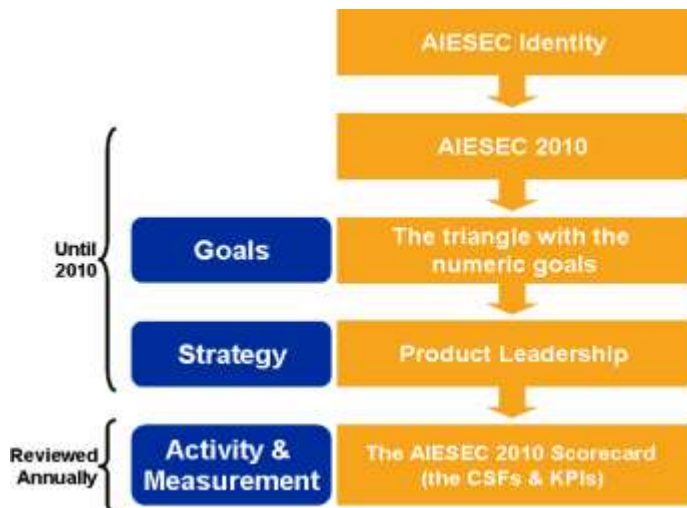 AIESEC Identity
AIESEC 2010
Until
2010
Goals
The triangle with the
numeric goals
Strategy
Product Leadership
Reviewed
Annually
Activity &
Measurement
The AIESEC 2010 Scorecard
(the CSFs & KPIs)